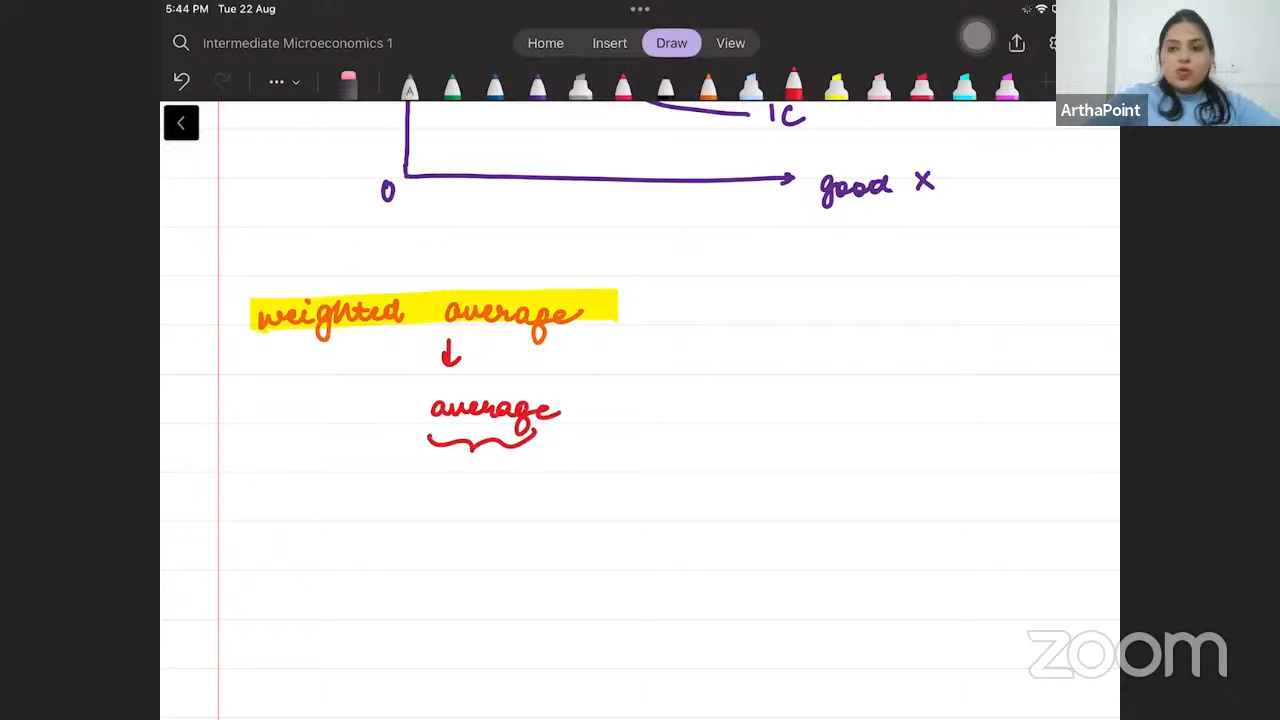 5:44 PM Tue 22 Aug
Intermediate Microeconomics 1
Home Insert Draw View
A
ArthaPoint
IC
0
good X
weighted average
average
zoom